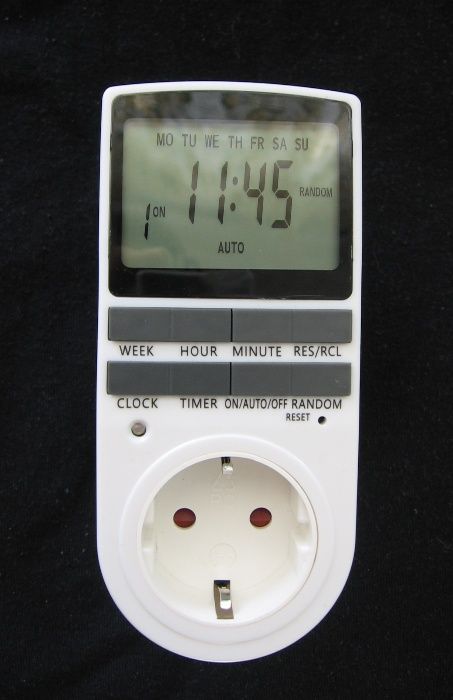 MO TU WE TH FR SA SU
11:45 RANDOM
1 ON
AUTO
WEEK HOUR MINUTE RES/RCL
CLOCK TIMER ON/AUTO/OFF RANDOM
RESET